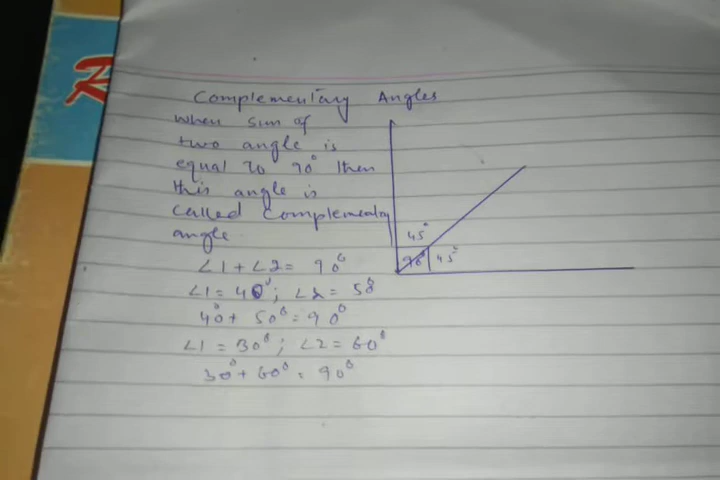 Complementary Angles
When sum of
two angle is
equal to 90° then
this angle is
called Complementary
angle
∠1 + ∠2 = 90°
∠1 = 40°; ∠2 = 50
40° + 50° = 90°
∠1 = 30°; ∠2 = 60°
30° + 60° = 90°
45°
90° 45°
R